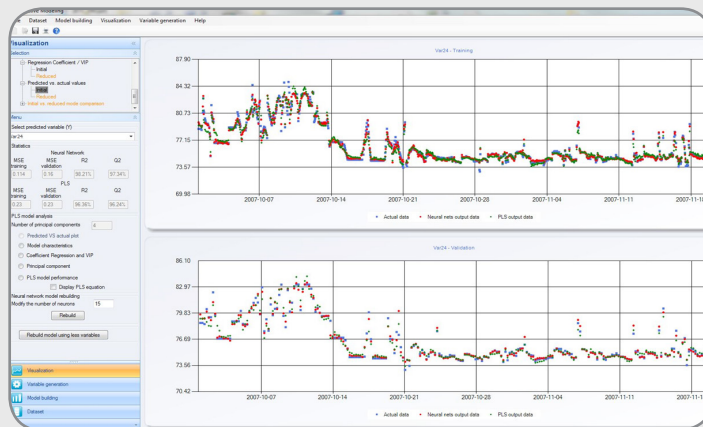 Modeling
Dataset Model building Visualization Variable generation Help
Visualization
Selection
Regression Coefficient / VIP
Initial
Reduced
Predicted vs. actual values
Initial
Reduced
Initial vs. reduced model comparison
Menu
Select predicted variable (Y)
Var24
Statistics
Neural Network
MSE training MSE validation R2 Q2
0.114 0.16 98.21% 97.34%
PLS
MSE training MSE validation R2 Q2
0.23 0.23 96.36% 96.24%
PLS model analysis
Number of principal components
Predicted VS actual plot
Model characteristics
Coefficient Regression and VIP
Principal component
PLS model performance
Display PLS equation
Neural network model rebuilding
Modify the number of neurons 15
Rebuild
Rebuild model using less variables
Visualization
Variable generation
Model building
Dataset
Var24 - Training
87.90
84.32
80.73
77.15
73.57
69.98
2007-10-07 2007-10-14 2007-10-21 2007-10-28 2007-11-04 2007-11-11 2007-11-18
Actual data Neural nets output data PLS output data
Var24 - Validation
86.10
82.97
79.83
76.69
73.56
70.42
2007-10-07 2007-10-14 2007-10-21 2007-10-28 2007-11-04 2007-11-11 2007-11-1
Actual data Neural nets output data PLS output data